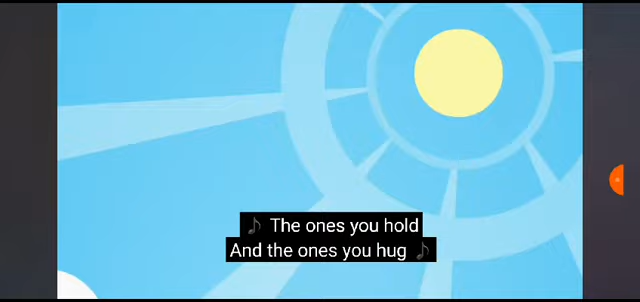 ♪ The ones you hold
And the ones you hug ♪